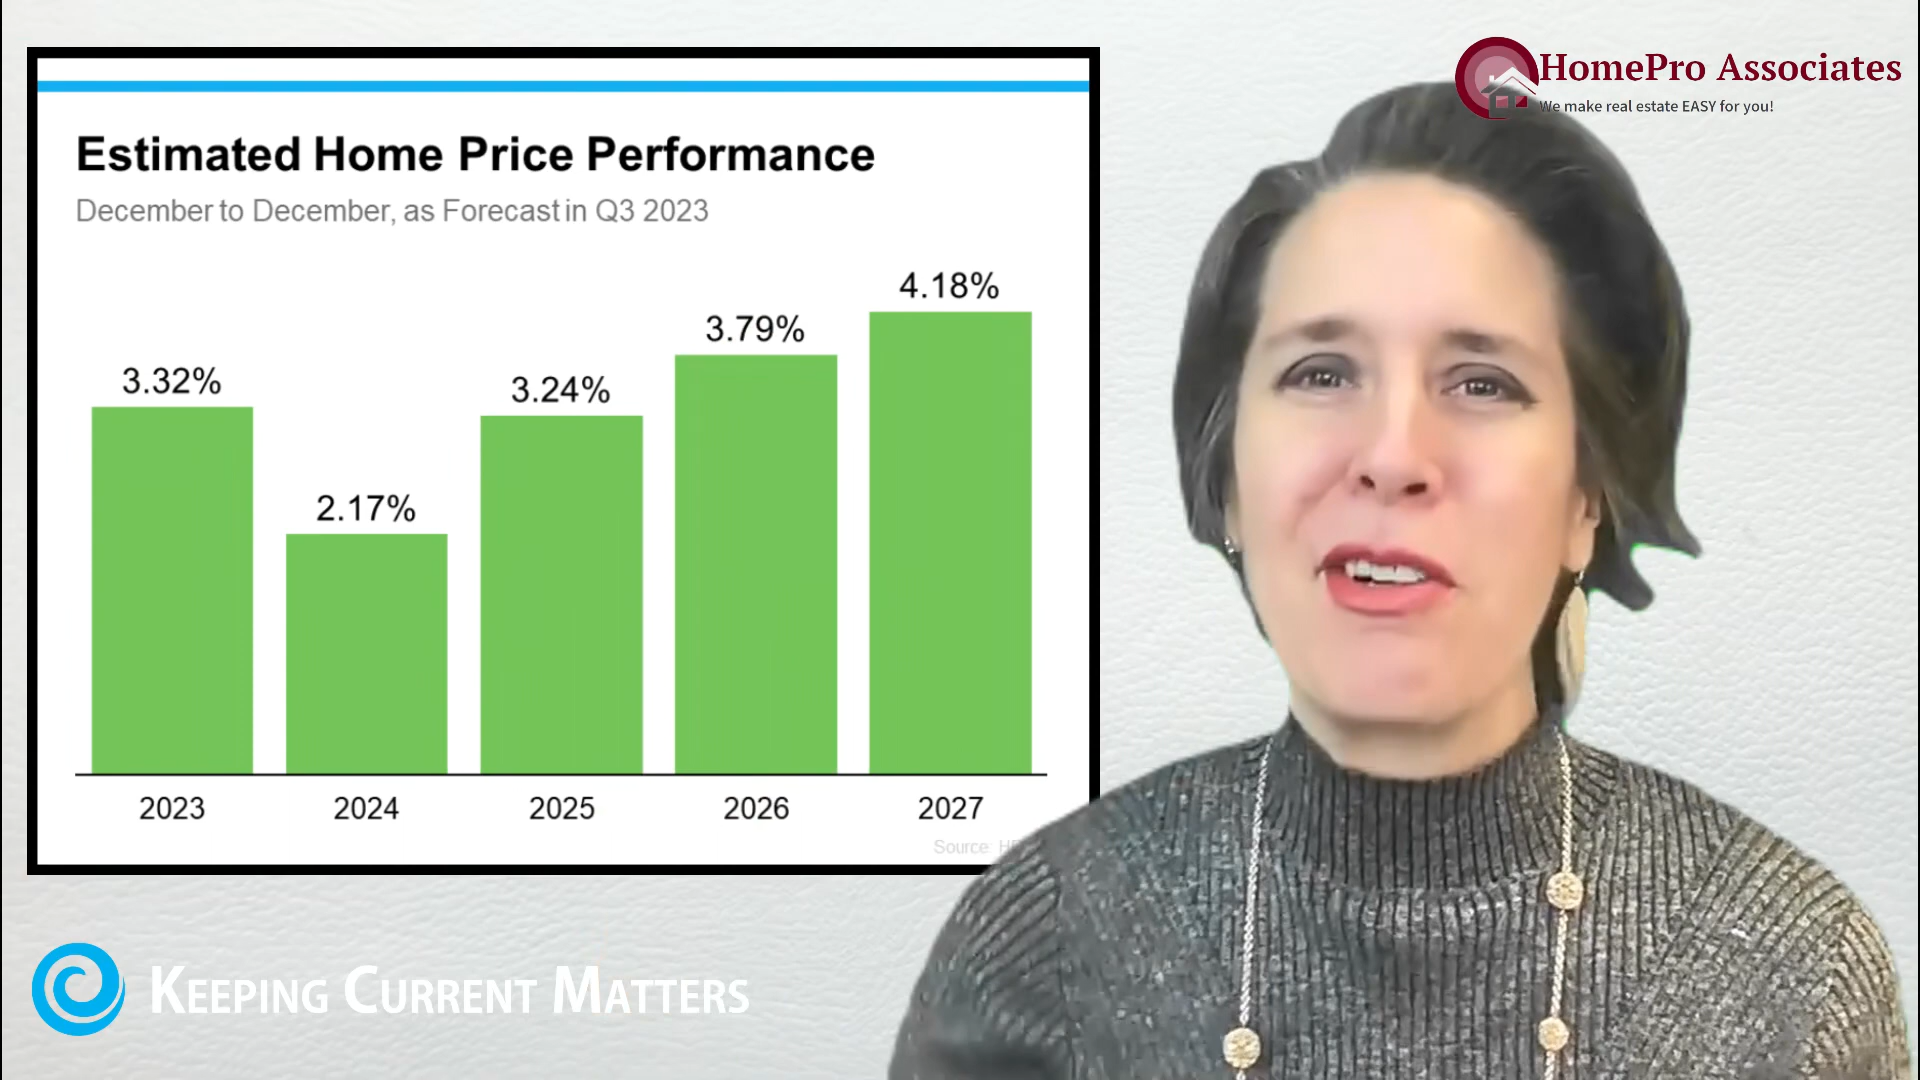 HomePro Associates
We make real estate EASY for you!
Estimated Home Price Performance
December to December, as Forecast in Q3 2023
3.32%
2.17%
3.24%
3.79%
4.18%
2023
2024
2025
2026
2027
Source:
KEEPING CURRENT MATTERS